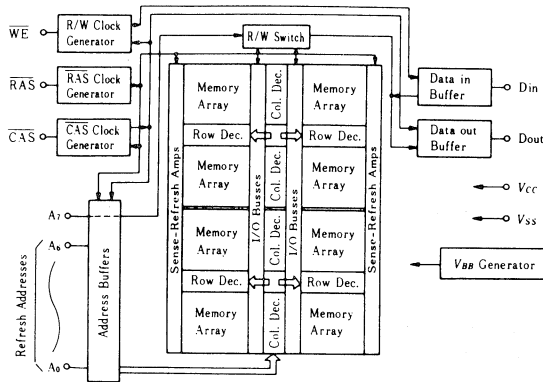 WE
R/W Clock
Generator
RAS
RAS Clock
Generator
CAS
CAS Clock
Generator
R/W Switch
Data in
Buffer
Din
Data out
Buffer
Dout
VCC
VSS
VBB Generator
Sense-Refresh Amps
Memory
Array
Row Dec.
Memory
Array
Memory
Array
Row Dec.
Memory
Array
I/O Busses
Col. Dec.
Col. Dec.
Col. Dec.
Col. Dec.
I/O Busses
Memory
Array
Row Dec.
Memory
Array
Memory
Array
Row Dec.
Memory
Array
Sense-Refresh Amps
A7
A6
A0
Refresh Addresses
Address Buffers